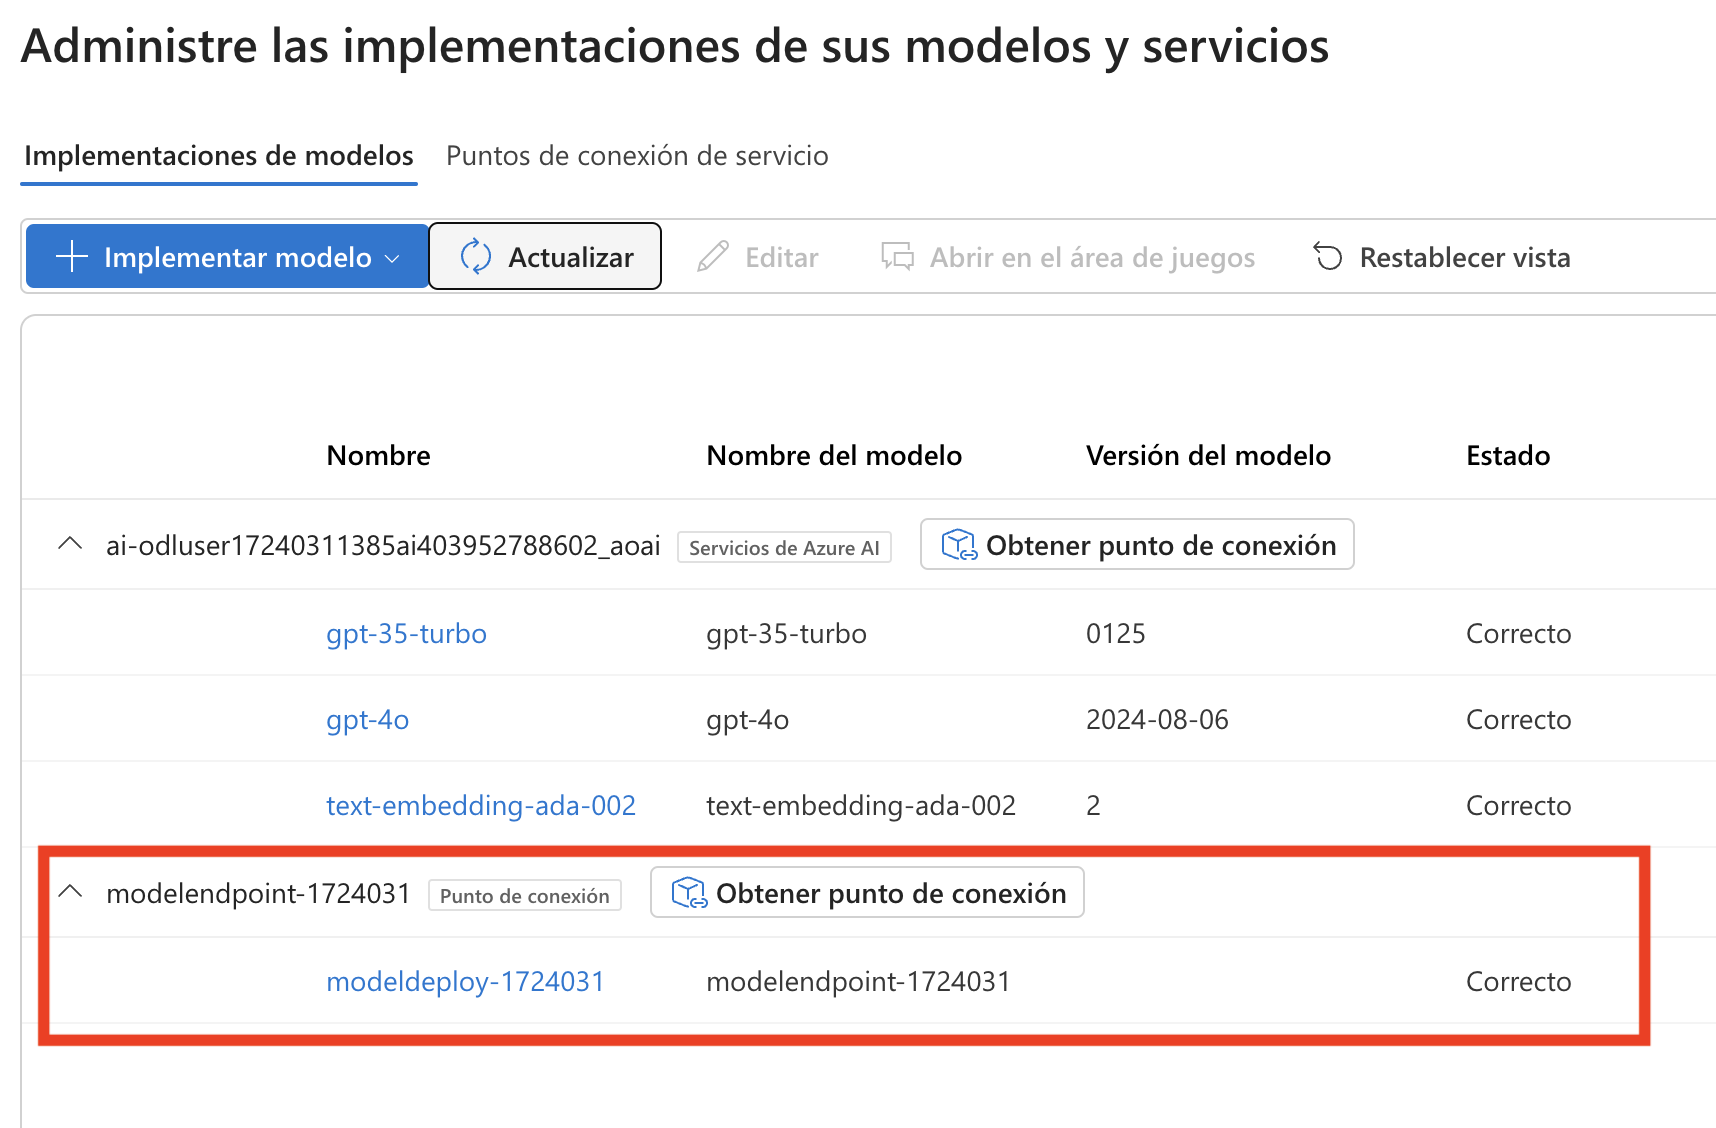 Administre las implementaciones de sus modelos y servicios
Implementaciones de modelos Puntos de conexión de servicio
Implementar modelo Actualizar Editar Abrir en el área de juegos Restablecer vista
Nombre Nombre del modelo Versión del modelo Estado
ai-odluser17240311385ai403952788602_aoai Servicios de Azure AI Obtener punto de conexión
gpt-35-turbo gpt-35-turbo 0125 Correcto
gpt-4o gpt-4o 2024-08-06 Correcto
text-embedding-ada-002 text-embedding-ada-002 2 Correcto
modelendpoint-1724031 Punto de conexión Obtener punto de conexión
modeldeploy-1724031 modelendpoint-1724031 Correcto